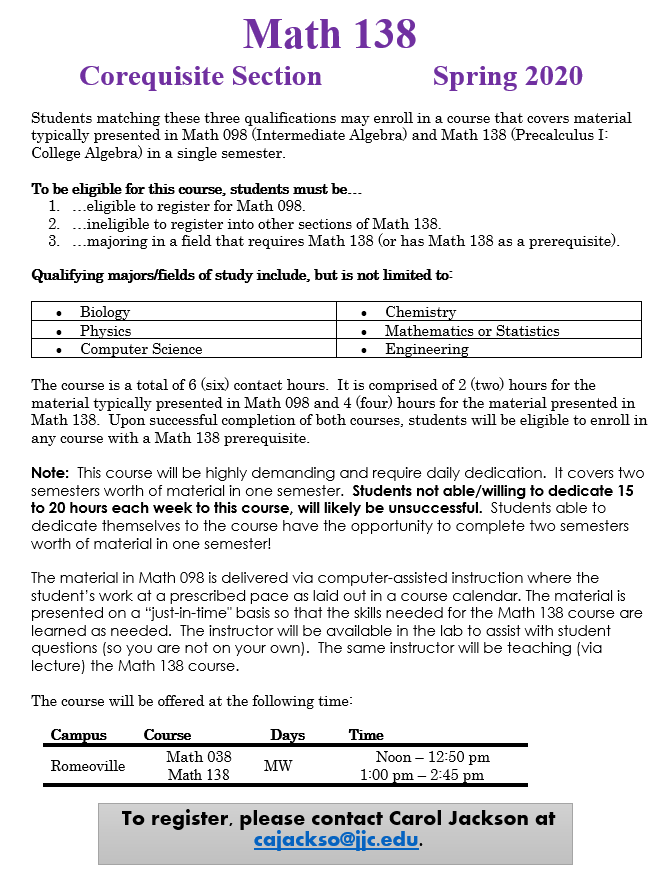 Math 138
Corequisite Section Spring 2020
Students matching these three qualifications may enroll in a course that covers material
typically presented in Math 098 (Intermediate Algebra) and Math 138 (Precalculus I:
College Algebra) in a single semester.
To be eligible for this course, students must be…
1. …eligible to register for Math 098.
2. …ineligible to register into other sections of Math 138.
3. …majoring in a field that requires Math 138 (or has Math 138 as a prerequisite).
Qualifying majors/fields of study include, but is not limited to:
• Biology • Chemistry
• Physics • Mathematics or Statistics
• Computer Science • Engineering
The course is a total of 6 (six) contact hours. It is comprised of 2 (two) hours for the
material typically presented in Math 098 and 4 (four) hours for the material presented in
Math 138. Upon successful completion of both courses, students will be eligible to enroll in
any course with a Math 138 prerequisite.
Note: This course will be highly demanding and require daily dedication. It covers two
semesters worth of material in one semester. Students not able/willing to dedicate 15
to 20 hours each week to this course, will likely be unsuccessful. Students able to
dedicate themselves to the course have the opportunity to complete two semesters
worth of material in one semester!
The material in Math 098 is delivered via computer-assisted instruction where the
student's work at a prescribed pace as laid out in a course calendar. The material is
presented on a “just-in-time" basis so that the skills needed for the Math 138 course are
learned as needed. The instructor will be available in the lab to assist with student
questions (so you are not on your own). The same instructor will be teaching (via
lecture) the Math 138 course.
The course will be offered at the following time:
Campus Course Days Time
Math 038 Noon – 12:50 pm
Romeoville MW
Math 138 1:00 pm – 2:45 pm
To register, please contact Carol Jackson at
cajackso@jjc.edu.